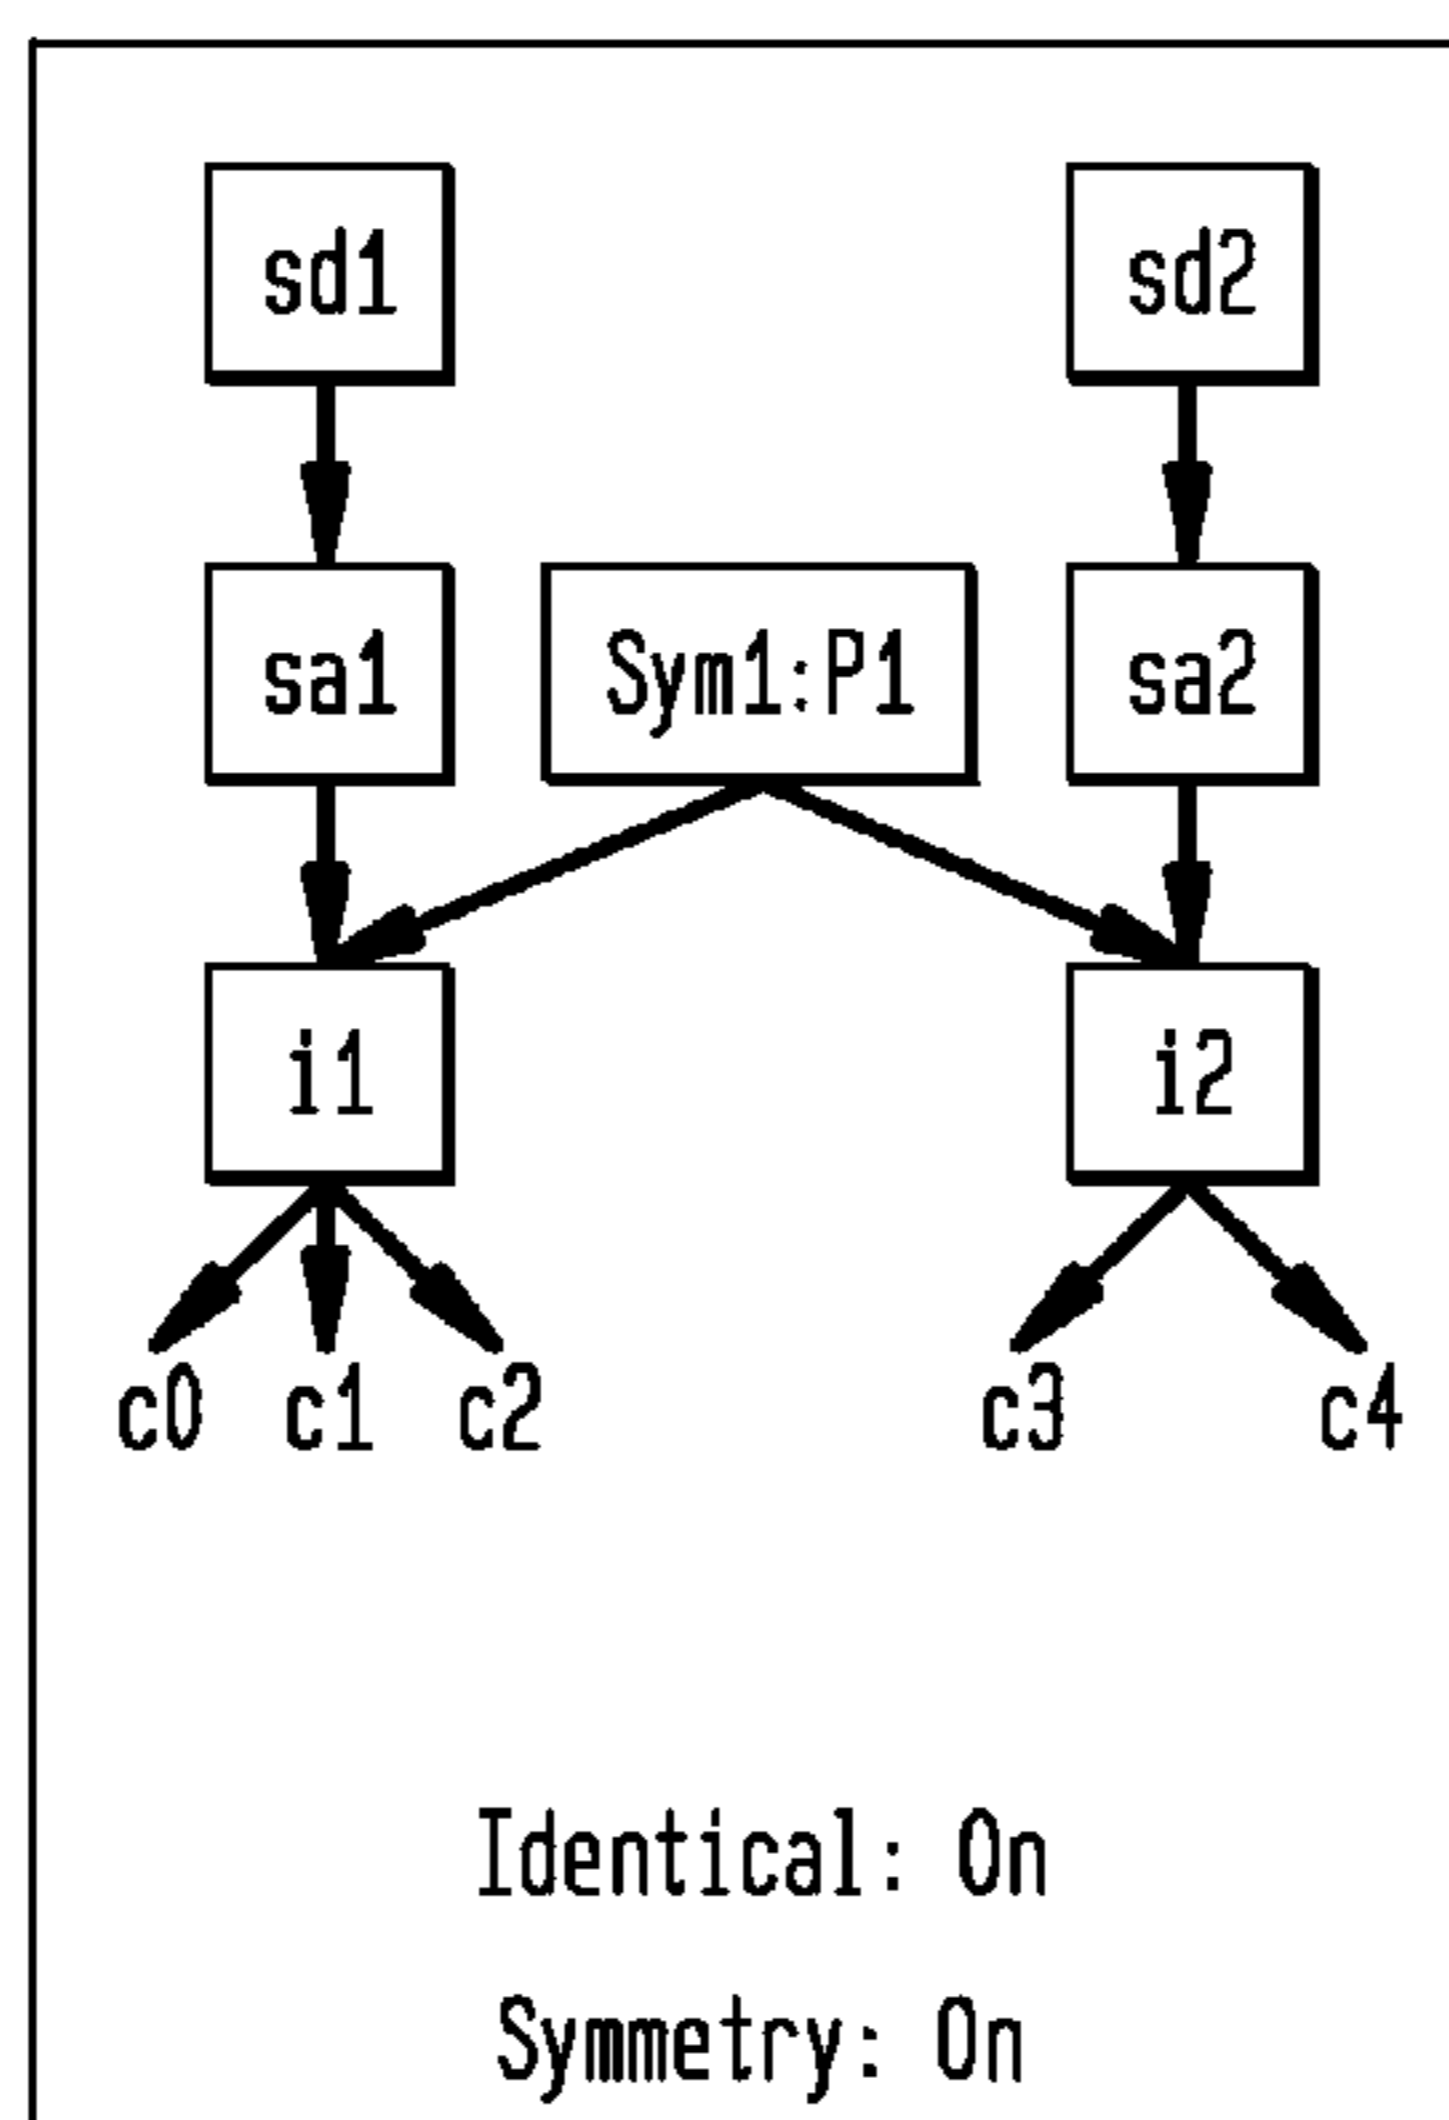 sd1 sd2
sa1 Sym1:P1 sa2
i1 i2
c0 c1 c2 c3 c4
Identical: On
Symmetry: On